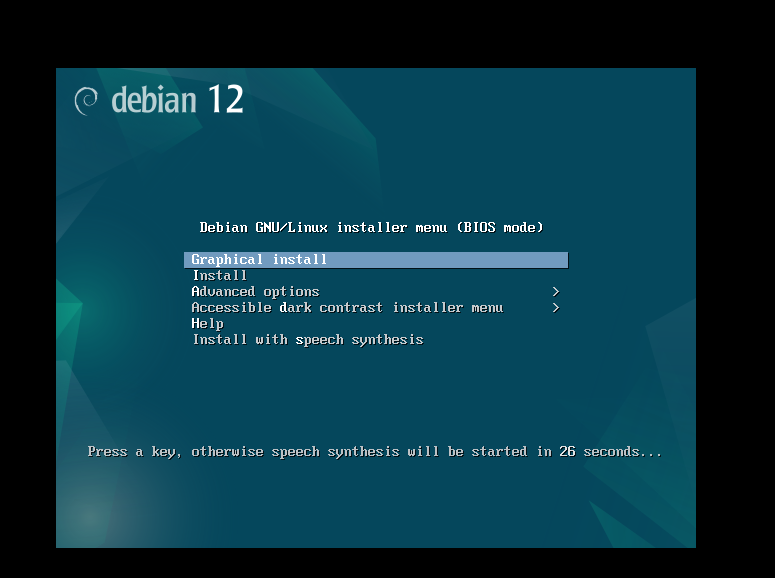 debian 12
Debian GNU/Linux installer menu (BIOS mode)
Graphical install
Install
Advanced options >
Accessible dark contrast installer menu >
Help
Install with speech synthesis
Press a key, otherwise speech synthesis will be started in 26 seconds...